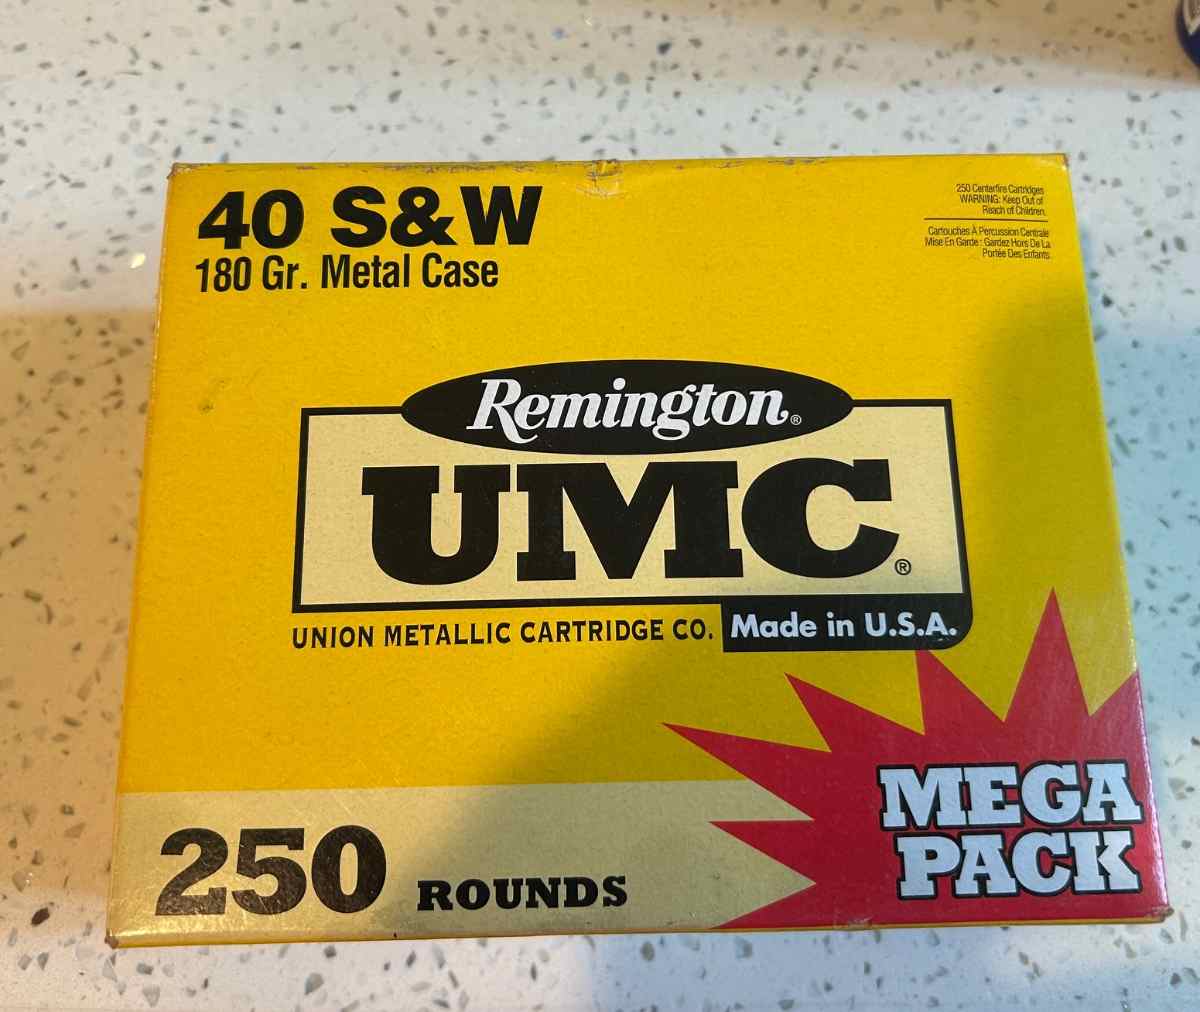 40 S&W
180 Gr. Metal Case
250 Centerfire Cartridges
WARNING: Keep Out of
Reach of Children.
Cartouches À Percussion Centrale
Mise En Garde : Gardez Hors De La
Portée Des Enfants.
Remington®
UMC®
UNION METALLIC CARTRIDGE CO. Made in U.S.A.
MEGA
PACK
250 ROUNDS